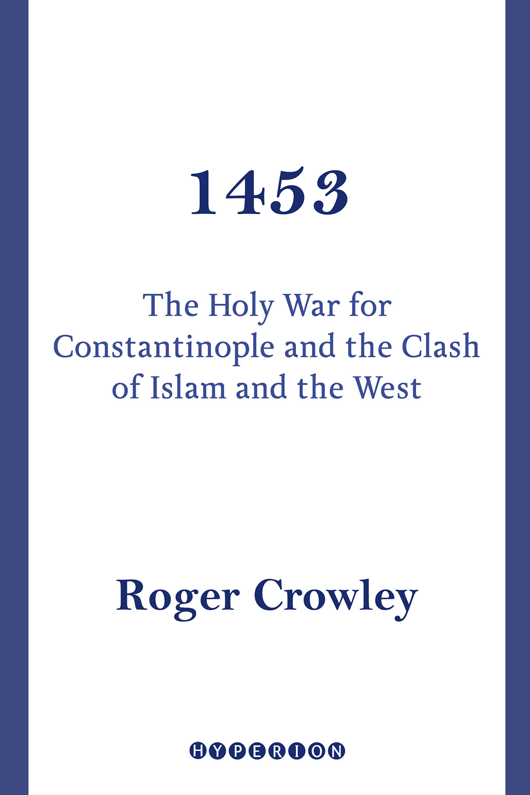 1453
The Holy War for
Constantinople and the Clash
of Islam and the West
Roger Crowley
HYPERION